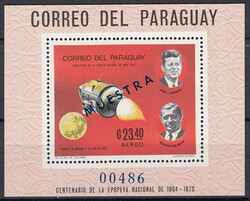 CORREO DEL PARAGUAY
CORREO DEL PARAGUAY
MUESTRA
G 23.40
AEREO
00486
CENTENARIO DE LA EPOPEYA NACIONAL DE 1864 - 1870